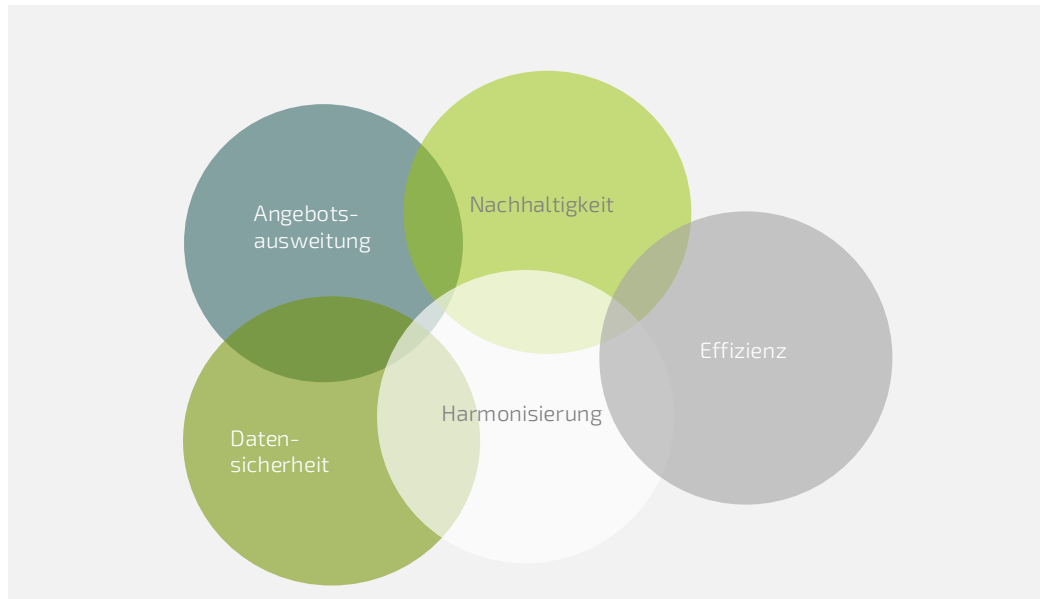 Nachhaltigkeit
Angebots-
ausweitung
Effizienz
Harmonisierung
Daten-
sicherheit